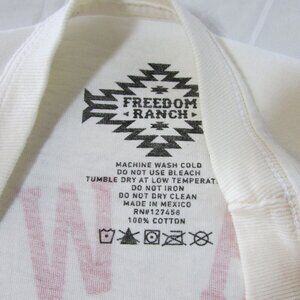 FREEDOM
RANCH
MACHINE WASH COLD
DO NOT USE BLEACH
TUMBLE DRY AT LOW TEMPERAT
DO NOT IRON
DO NOT DRY CLEAN
MADE IN MEXICO
RN#127456
100% COTTON
W